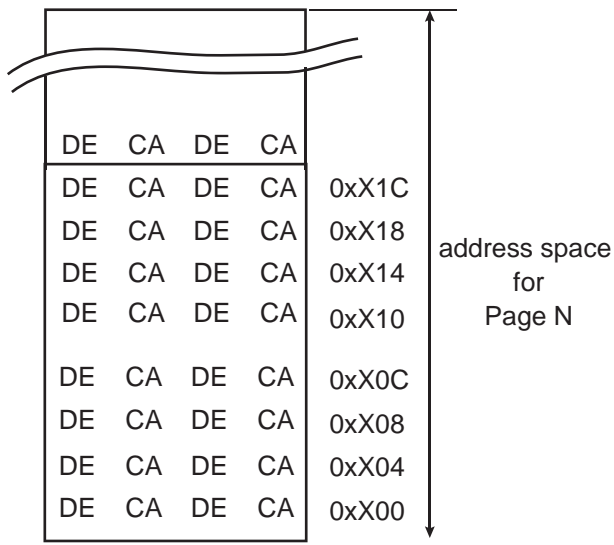 DE CA DE CA
DE CA DE CA 0xX1C
DE CA DE CA 0xX18
DE CA DE CA 0xX14
DE CA DE CA 0xX10
DE CA DE CA 0xX0C
DE CA DE CA 0xX08
DE CA DE CA 0xX04
DE CA DE CA 0xX00
address space
for
Page N